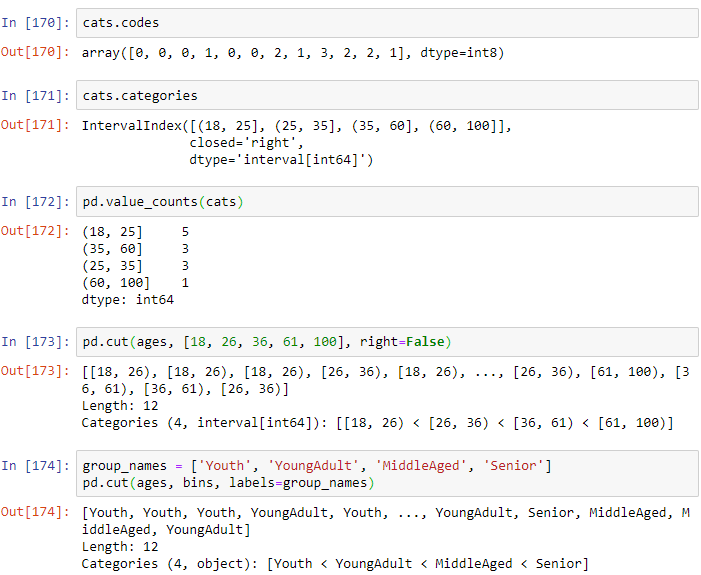 In [170]: cats.codes
Out[170]: array([0, 0, 0, 1, 0, 0, 2, 1, 3, 2, 2, 1], dtype=int8)
In [171]: cats.categories
Out[171]: IntervalIndex([(18, 25], (25, 35], (35, 60], (60, 100]],
closed='right',
dtype='interval[int64]')
In [172]: pd.value_counts(cats)
Out[172]: (18, 25] 5
(35, 60] 3
(25, 35] 3
(60, 100] 1
dtype: int64
In [173]: pd.cut(ages, [18, 26, 36, 61, 100], right=False)
Out[173]: [[18, 26), [18, 26), [18, 26), [26, 36), [18, 26), ..., [26, 36), [61, 100), [3
6, 61), [36, 61), [26, 36)]
Length: 12
Categories (4, interval[int64]): [[18, 26) < [26, 36) < [36, 61) < [61, 100)]
In [174]: group_names = ['Youth', 'YoungAdult', 'MiddleAged', 'Senior']
pd.cut(ages, bins, labels=group_names)
Out[174]: [Youth, Youth, Youth, YoungAdult, Youth, ..., YoungAdult, Senior, MiddleAged, M
iddleAged, YoungAdult]
Length: 12
Categories (4, object): [Youth < YoungAdult < MiddleAged < Senior]